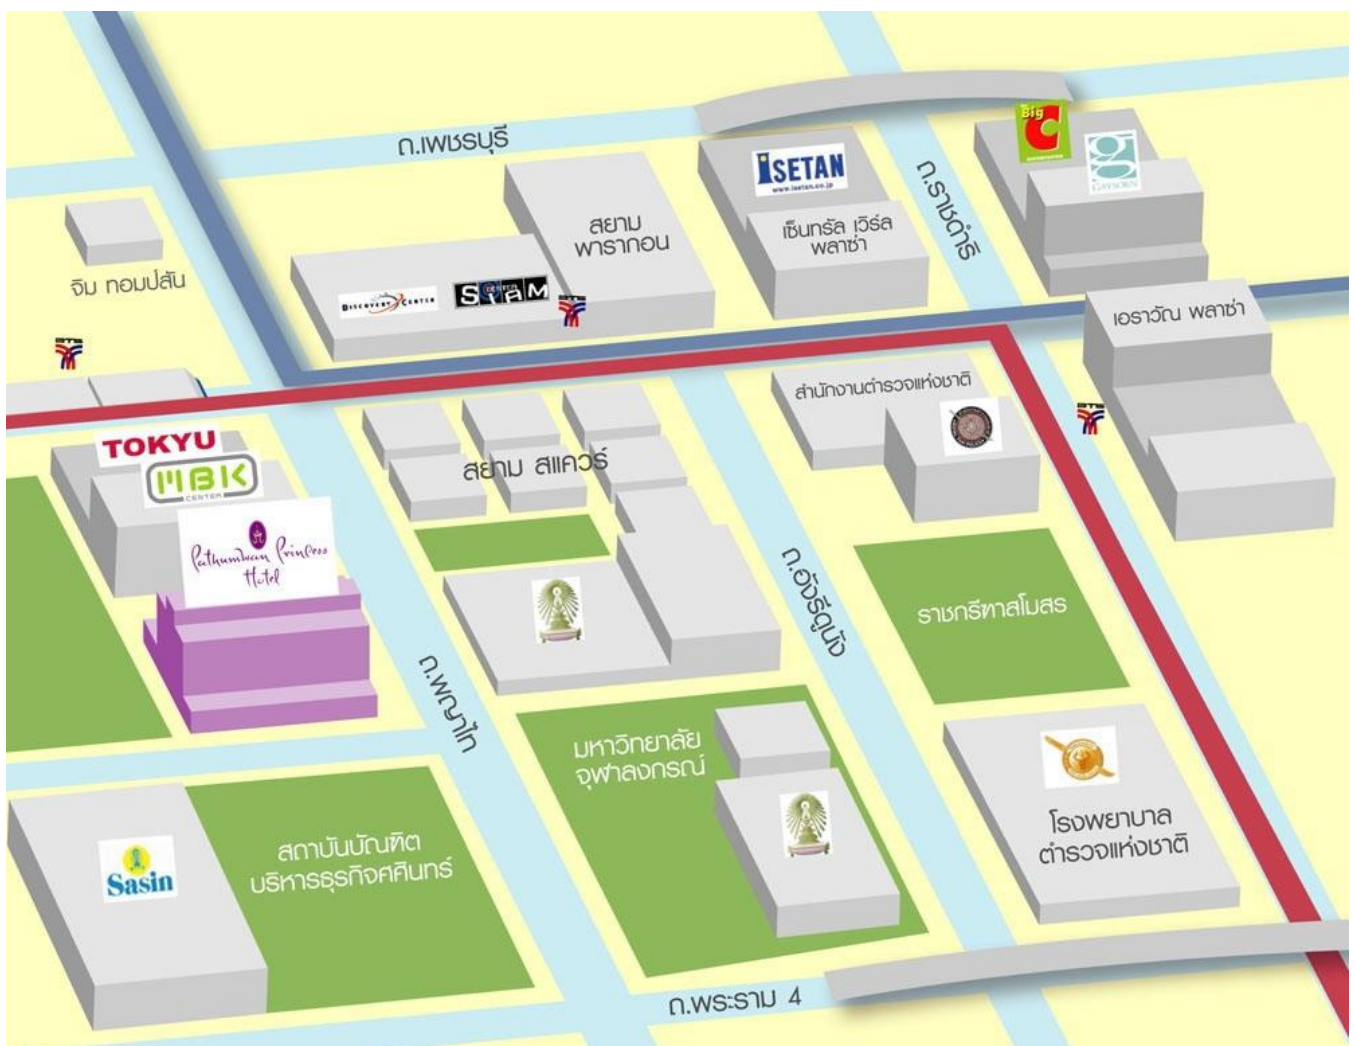 ถ.เพชรบุรี
Big
C
SUPERCENTER
g
GAYSORN
ISETAN
www.isetan.co.jp
ถ.ราชดำริ
สยาม
พารากอน
เซ็นทรัล เวิร์ล
พลาซ่า
จิม ทอมป์สัน
DISCOVERY CENTER
CENTER
SIAM
BTS
เอราวัณ พลาซ่า
BTS
สำนักงานตำรวจแห่งชาติ
BTS
TOKYU
MBK
CENTER
สยาม สแควร์
Pathumwan Princess
Hotel
ถ.อังรีดูนัง
ราชกรีฑาสโมสร
ถ.พญาไท
มหาวิทยาลัย
จุฬาลงกรณ์
โรงพยาบาล
ตำรวจแห่งชาติ
Sasin
สถาบันบัณฑิต
บริหารธุรกิจศศินทร์
ถ.พระราม 4